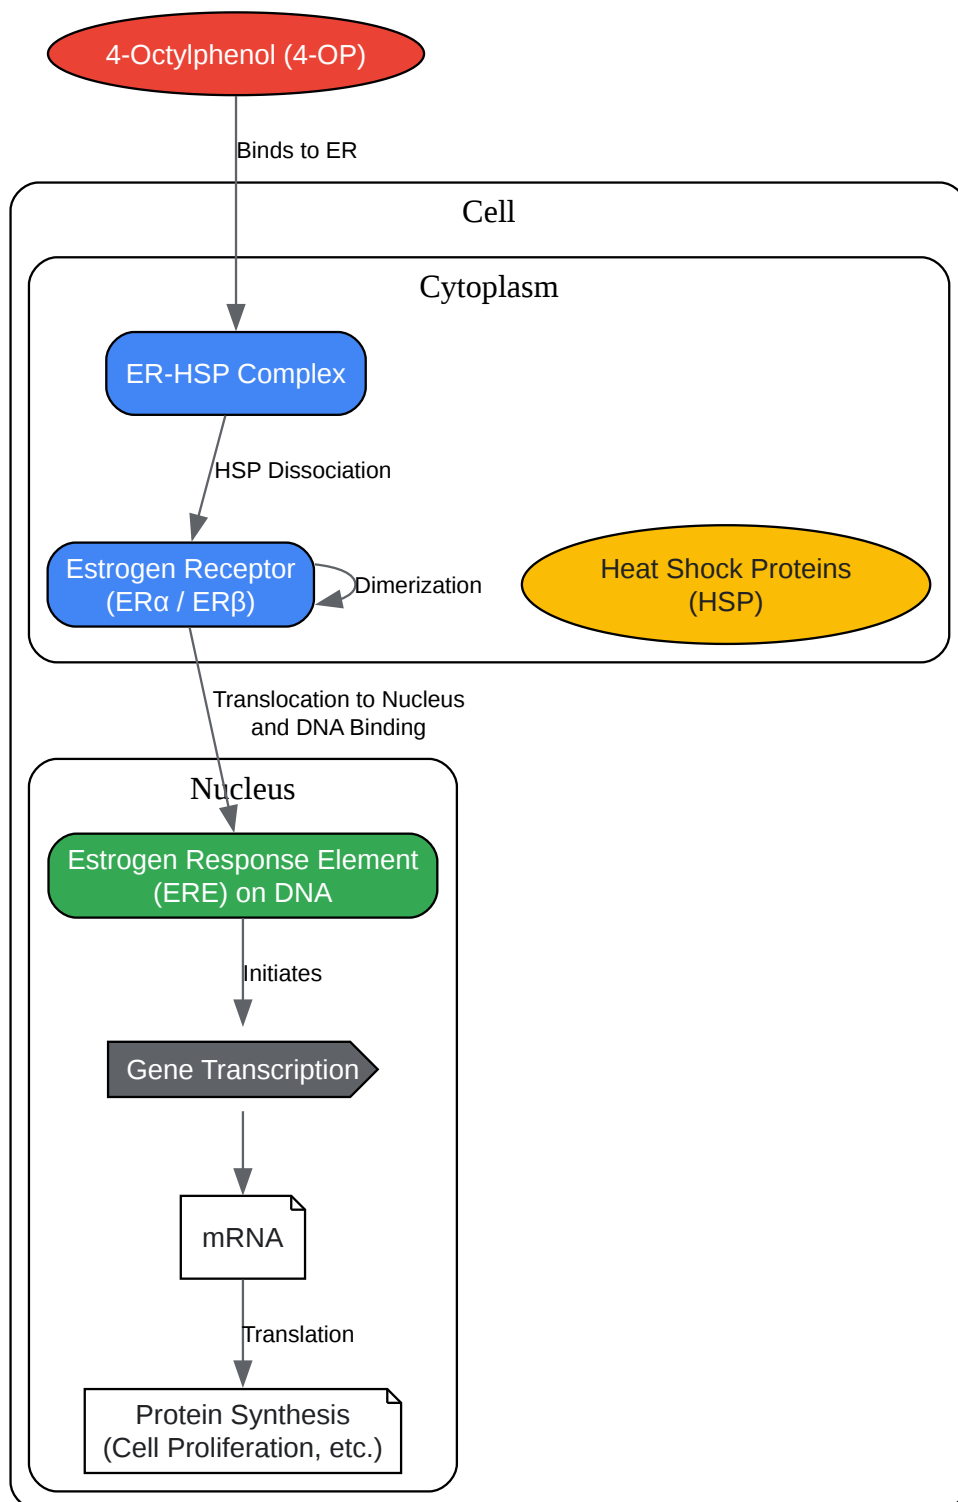 4-Octylphenol (4-OP)
Binds to ER
Cell
Cytoplasm
ER-HSP Complex
HSP Dissociation
Estrogen Receptor
(ERα / ERβ)
Dimerization
Heat Shock Proteins
(HSP)
Translocation to Nucleus
and DNA Binding
Nucleus
Estrogen Response Element
(ERE) on DNA
Initiates
Gene Transcription
mRNA
Translation
Protein Synthesis
(Cell Proliferation, etc.)